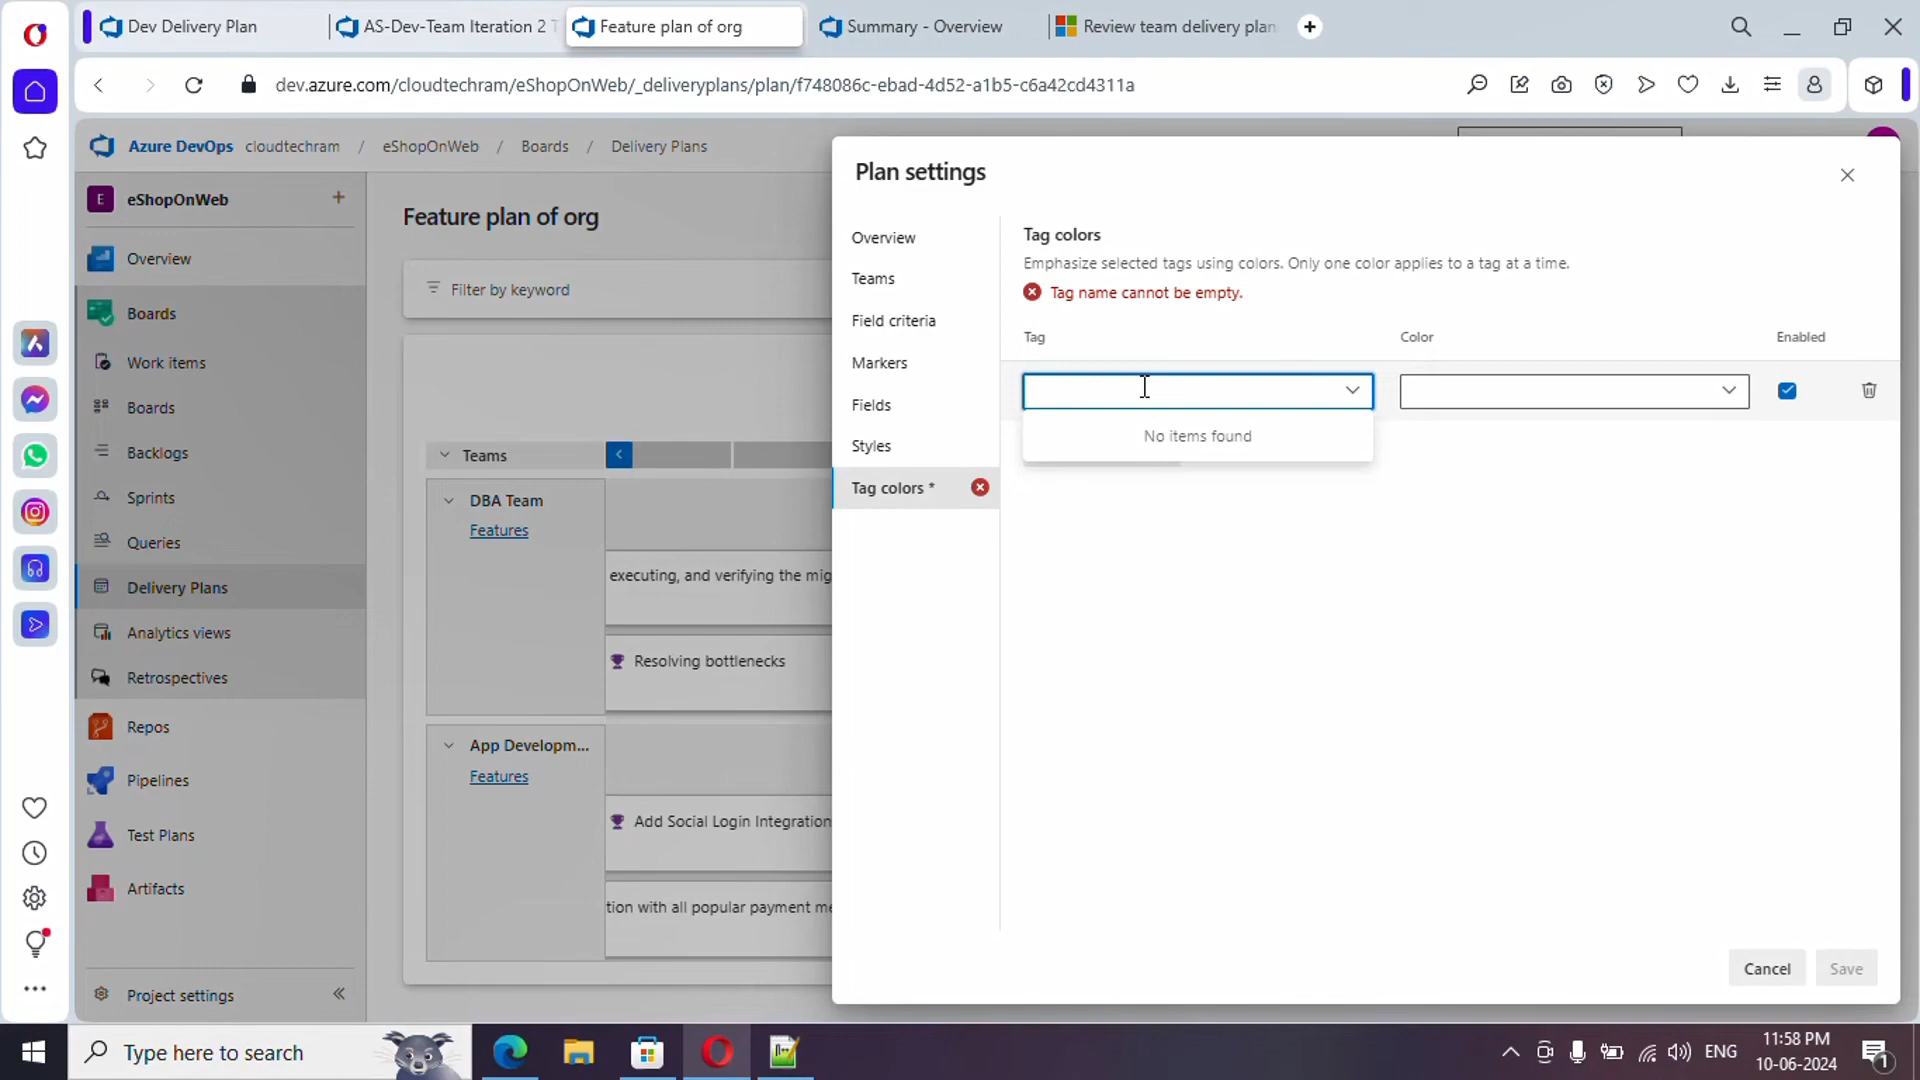 Dev Delivery Plan
AS-Dev-Team Iteration 2 T
Feature plan of org
Summary - Overview
Review team delivery plan
dev.azure.com/cloudtechram/eShopOnWeb/_deliveryplans/plan/f748086c-ebad-4d52-a1b5-c6a42cd4311a
Azure DevOps cloudtechram / eShopOnWeb / Boards / Delivery Plans
E eShopOnWeb
Overview
Boards
Work items
Boards
Backlogs
Sprints
Queries
Delivery Plans
Analytics views
Retrospectives
Repos
Pipelines
Test Plans
Artifacts
Project settings
Feature plan of org
Filter by keyword
Teams
DBA Team
Features
executing, and verifying the mig
Resolving bottlenecks
App Developm...
Features
Add Social Login Integration
tion with all popular payment me
Plan settings
Overview
Teams
Field criteria
Markers
Fields
Styles
Tag colors *
Tag colors
Emphasize selected tags using colors. Only one color applies to a tag at a time.
Tag name cannot be empty.
Tag Color Enabled
No items found
Cancel Save
Type here to search
ENG
11:58 PM
10-06-2024
1